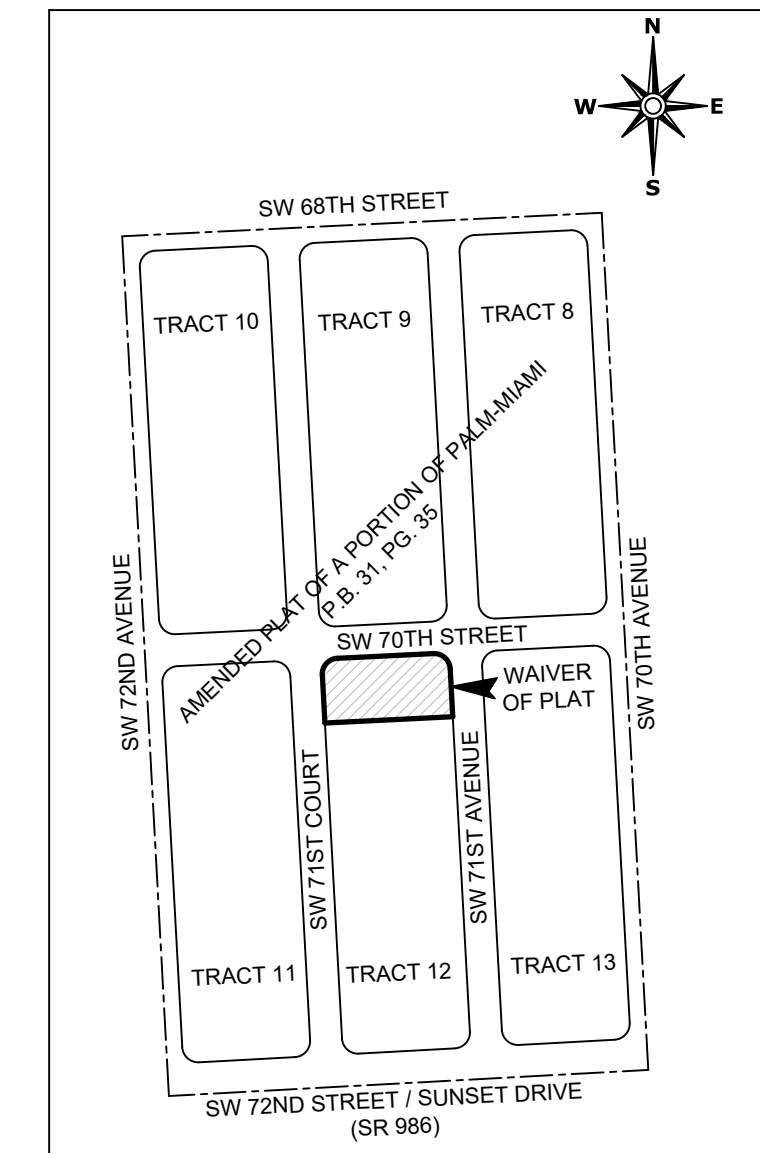 N
W
E
S
SW 68TH STREET
TRACT 10
TRACT 9
TRACT 8
AMENDED PLAT OF A PORTION OF PALM-MIAMI
P.B. 31, PG. 35
SW 72ND AVENUE
SW 70TH AVENUE
SW 70TH STREET
WAIVER
OF PLAT
SW 71ST COURT
SW 71ST AVENUE
TRACT 11
TRACT 12
TRACT 13
SW 72ND STREET / SUNSET DRIVE
(SR 986)